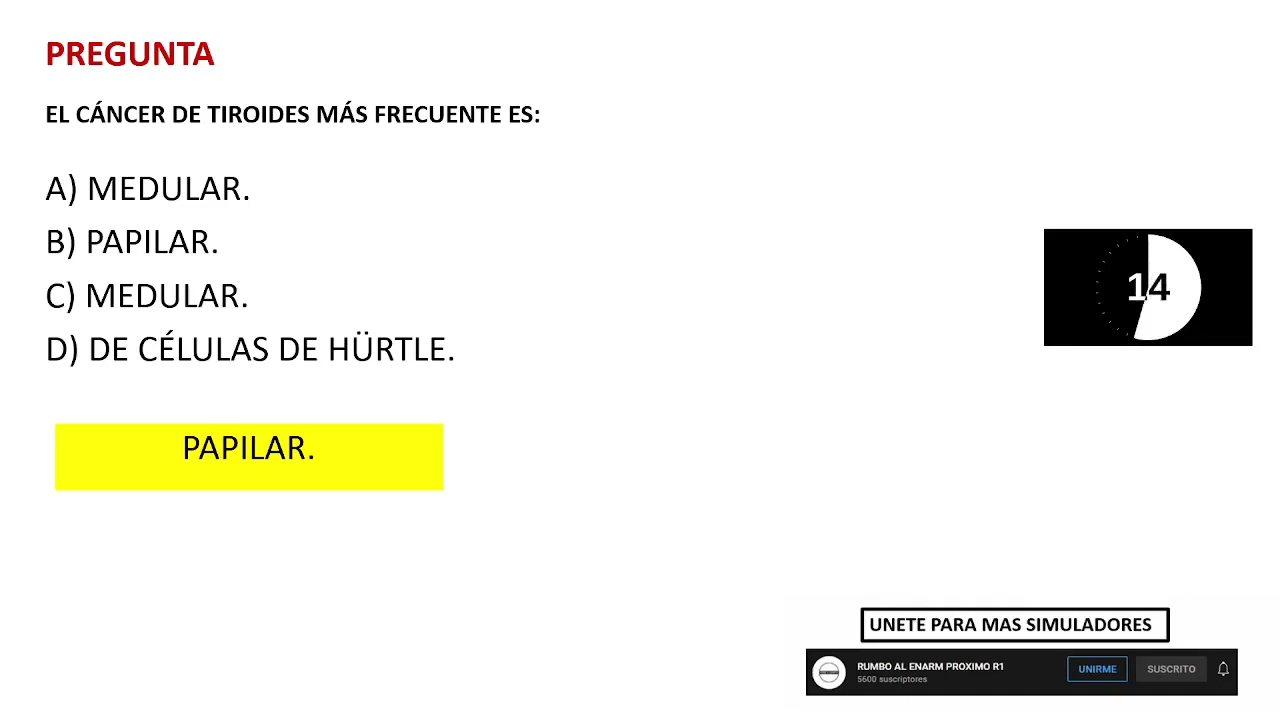 PREGUNTA
EL CÁNCER DE TIROIDES MÁS FRECUENTE ES:
A) MEDULAR.
B) PAPILAR.
C) MEDULAR.
D) DE CÉLULAS DE HÜRTLE.
14
PAPILAR.
UNETE PARA MAS SIMULADORES
RUMBO AL ENARM PROXIMO R1
5600 suscriptores
UNIRME
SUSCRITO